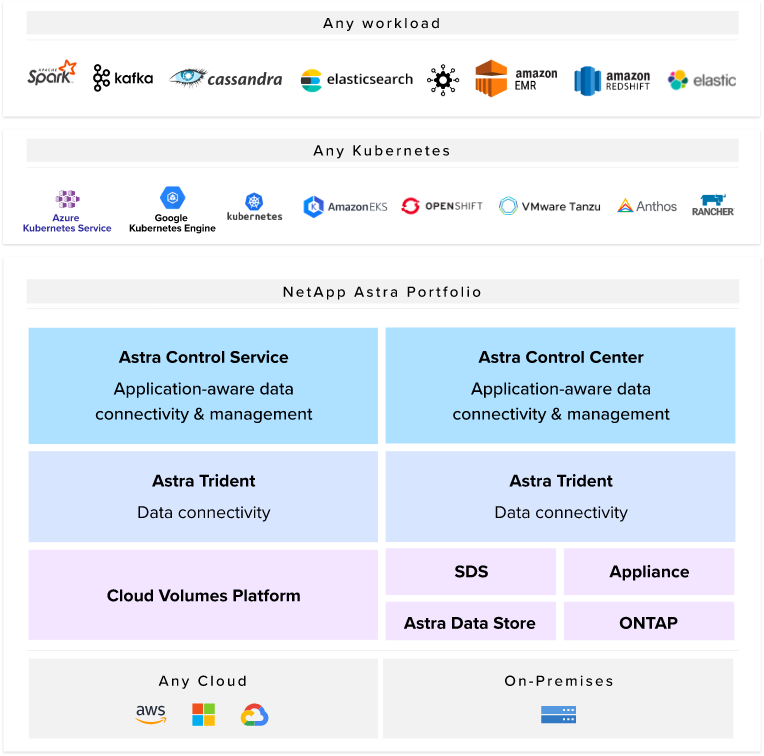 Any workload
APACHE
Spark
kafka
cassandra
elasticsearch
amazon
EMR
amazon
REDSHIFT
elastic
Any Kubernetes
Azure
Kubernetes Service
Google
Kubernetes Engine
kubernetes
Amazon EKS
OPENSHIFT
VMware Tanzu
Anthos
RANCHER
NetApp Astra Portfolio
Astra Control Service
Application-aware data
connectivity & management
Astra Control Center
Application-aware data
connectivity & management
Astra Trident
Data connectivity
Astra Trident
Data connectivity
Cloud Volumes Platform
SDS
Appliance
Astra Data Store
ONTAP
Any Cloud
aws
On-Premises